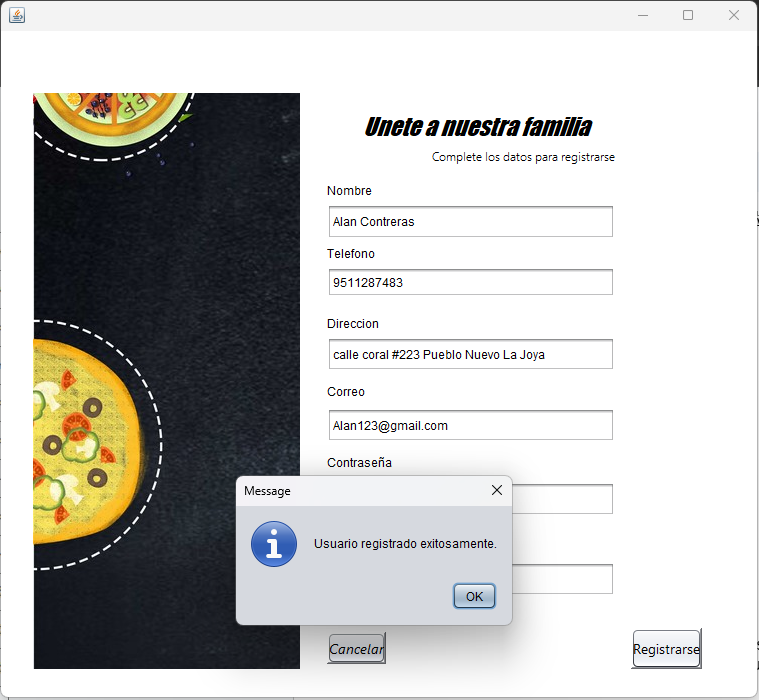 Unete a nuestra familia
Complete los datos para registrarse
Nombre
Alan Contreras
Telefono
9511287483
Direccion
calle coral #223 Pueblo Nuevo La Joya
Correo
Alan123@gmail.com
Contraseña
Message
Usuario registrado exitosamente.
OK
Cancelar
Registrarse